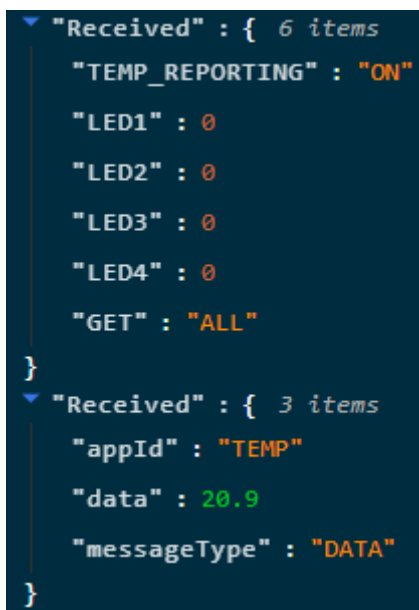 "Received" : { 6 items
"TEMP_REPORTING" : "ON"
"LED1" : 0
"LED2" : 0
"LED3" : 0
"LED4" : 0
"GET" : "ALL"
}
"Received" : { 3 items
"appId" : "TEMP"
"data" : 20.9
"messageType" : "DATA"
}